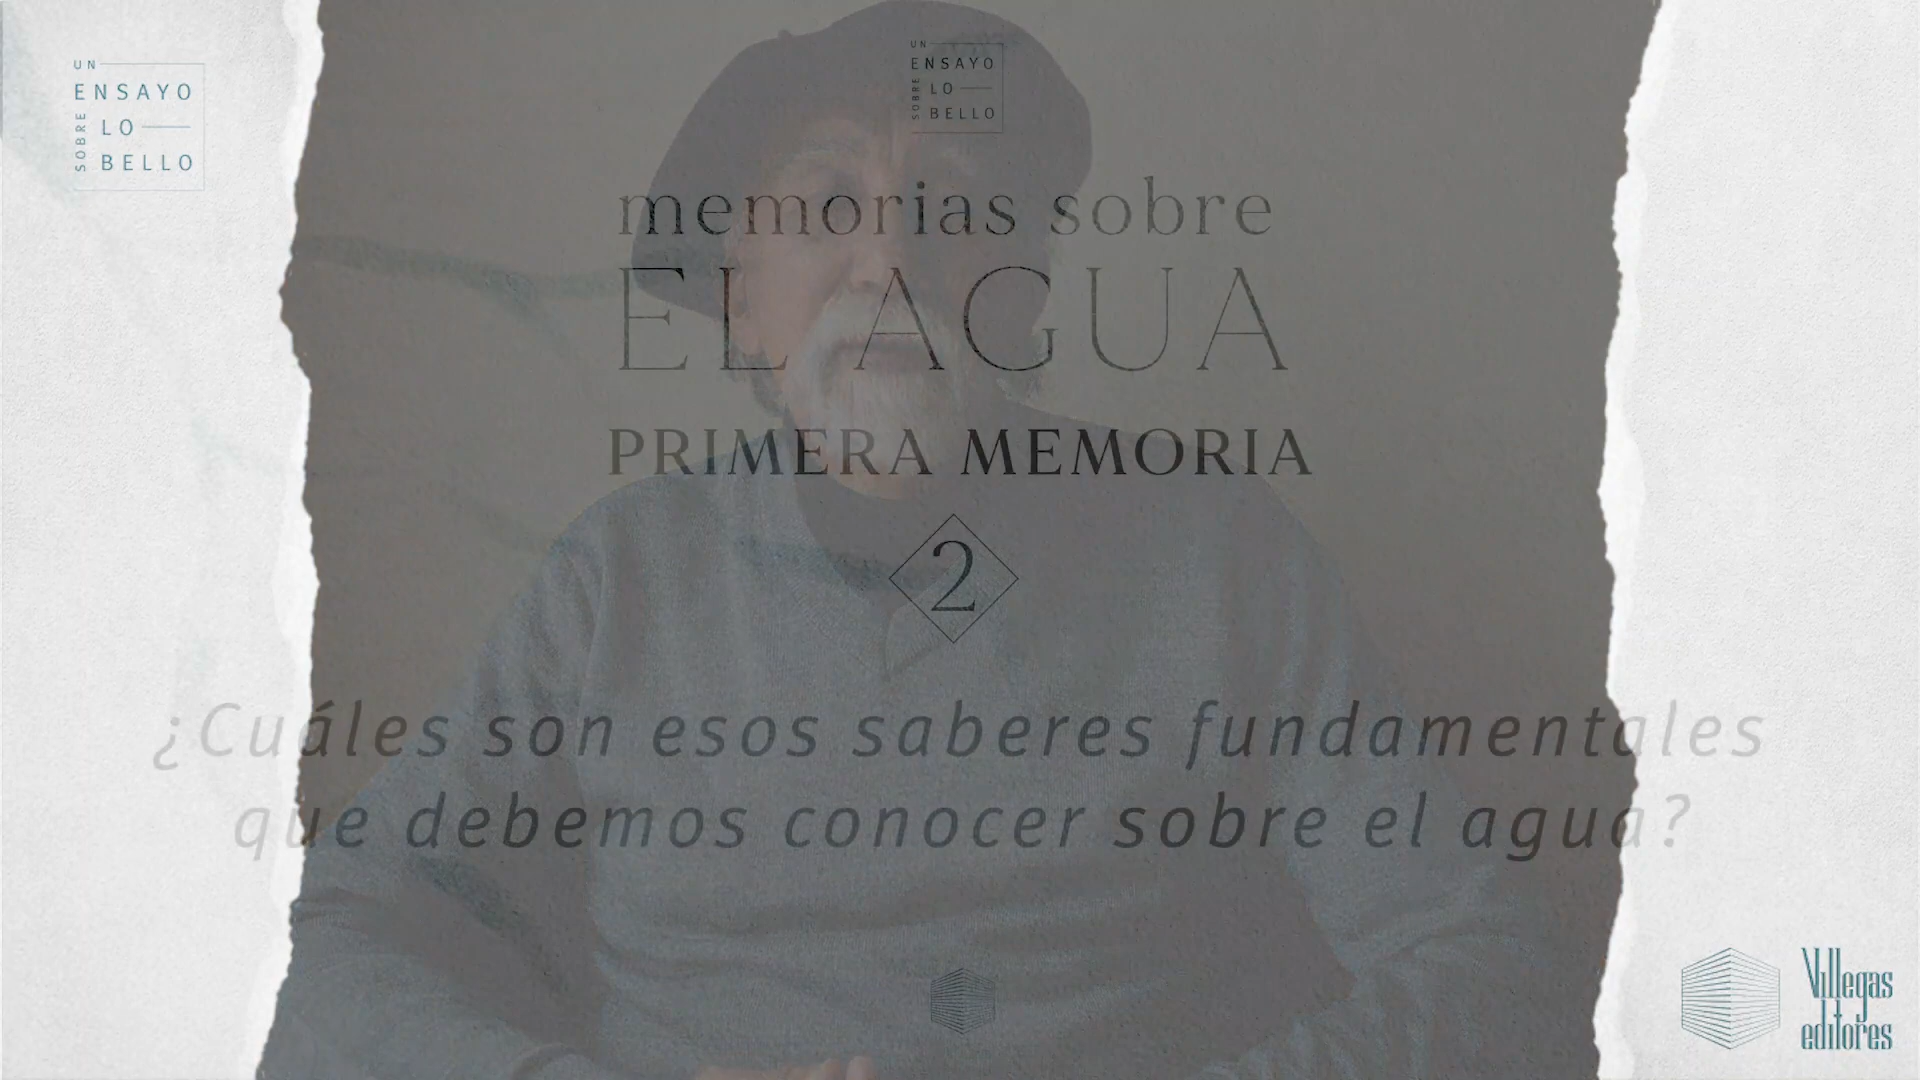 UN
ENSAYO
SOBRE LO
BELLO
UN
ENSAYO
SOBRE LO
BELLO
memorias sobre
EL AGUA
PRIMERA MEMORIA
2
¿Cuáles son esos saberes fundamentales
que debemos conocer sobre el agua?
Villegas
editores